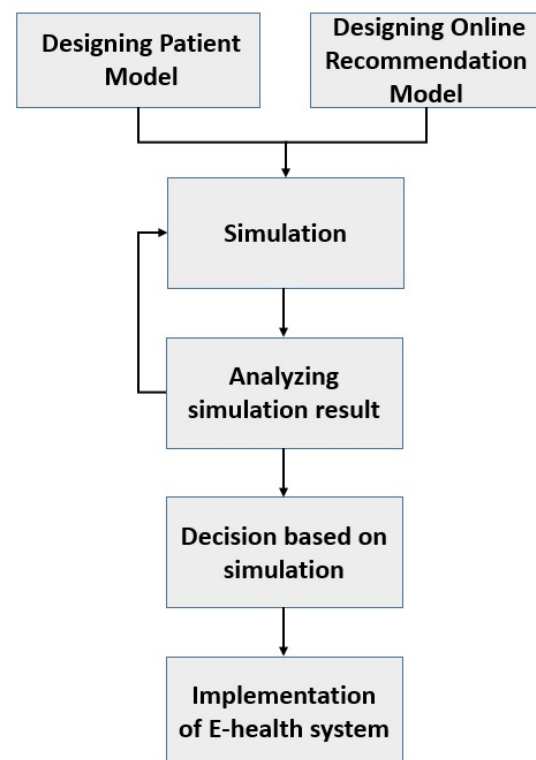 Designing Patient
Model
Designing Online
Recommendation
Model
Simulation
Analyzing
simulation result
Decision based on
simulation
Implementation
of E-health system